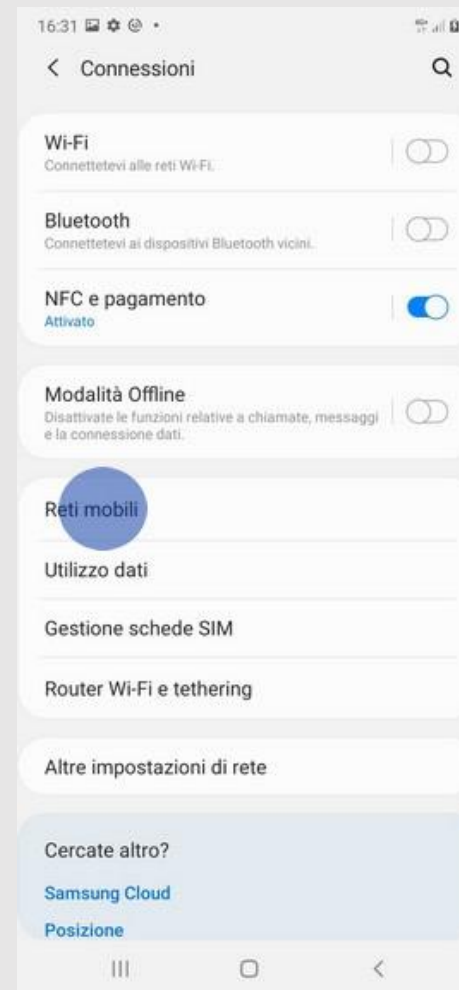 16:31
Connessioni
Wi-Fi
Connettetevi alle reti Wi-Fi.
Bluetooth
Connettetevi ai dispositivi Bluetooth vicini.
NFC e pagamento
Attivato
Modalità Offline
Disattivate le funzioni relative a chiamate, messaggi
e la connessione dati.
Reti mobili
Utilizzo dati
Gestione schede SIM
Router Wi-Fi e tethering
Altre impostazioni di rete
Cercate altro?
Samsung Cloud
Posizione